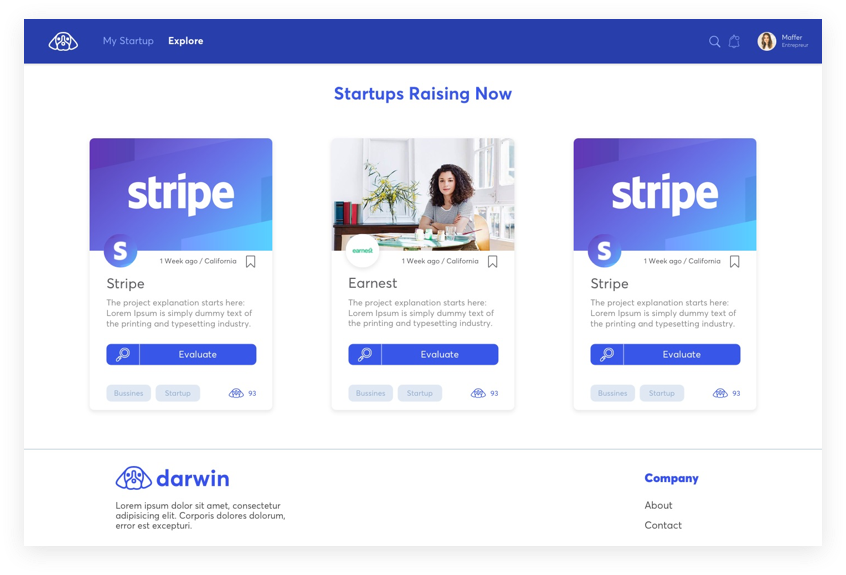 My Startup Explore
Maffer
Entrepeur
Startups Raising Now
stripe
S
1 Week ago / California
Stripe
The project explanation starts here:
Lorem Ipsum is simply dummy text of
the printing and typesetting industry.
Evaluate
Bussines Startup 93
earnest
1 Week ago / California
Earnest
The project explanation starts here:
Lorem Ipsum is simply dummy text of
the printing and typesetting industry.
Evaluate
Bussines Startup 93
stripe
S
1 Week ago / California
Stripe
The project explanation starts here:
Lorem Ipsum is simply dummy text of
the printing and typesetting industry.
Evaluate
Bussines Startup 93
darwin
Lorem ipsum dolor sit amet, consectetur
adipisicing elit. Corporis dolores dolorum,
error est excepturi.
Company
About
Contact